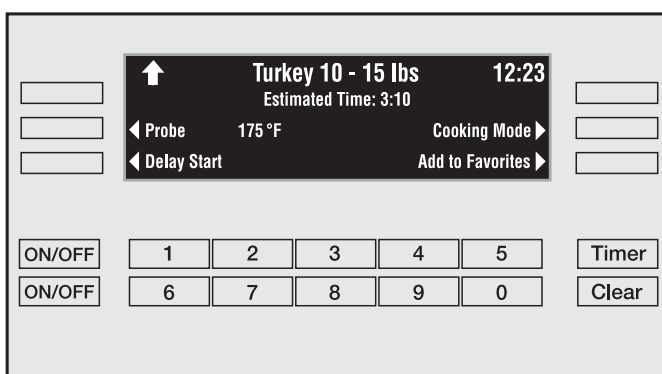 Turkey 10 - 15 lbs 12:23
Estimated Time: 3:10
Probe 175 °F Cooking Mode
Delay Start Add to Favorites
ON/OFF 1 2 3 4 5 Timer
ON/OFF 6 7 8 9 0 Clear